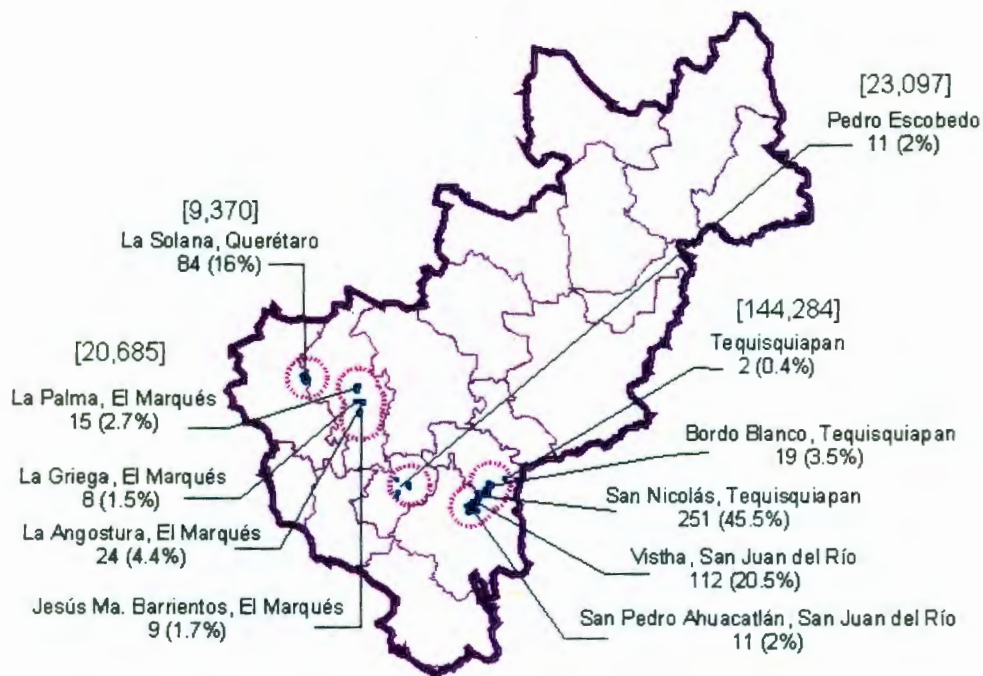 [23,097]
Pedro Escobedo
11 (2%)
[9,370]
La Solana, Querétaro
84 (16%)
[144,284]
Tequisquiapan
2 (0.4%)
[20,685]
La Palma, El Marqués
15 (2.7%)
Bordo Blanco, Tequisquiapan
19 (3.5%)
La Griega, El Marqués
8 (1.5%)
San Nicolás, Tequisquiapan
251 (45.5%)
La Angostura, El Marqués
24 (4.4%)
Vistha, San Juan del Río
112 (20.5%)
Jesús Ma. Barrientos, El Marqués
9 (1.7%)
San Pedro Ahuacatlán, San Juan del Río
11 (2%)